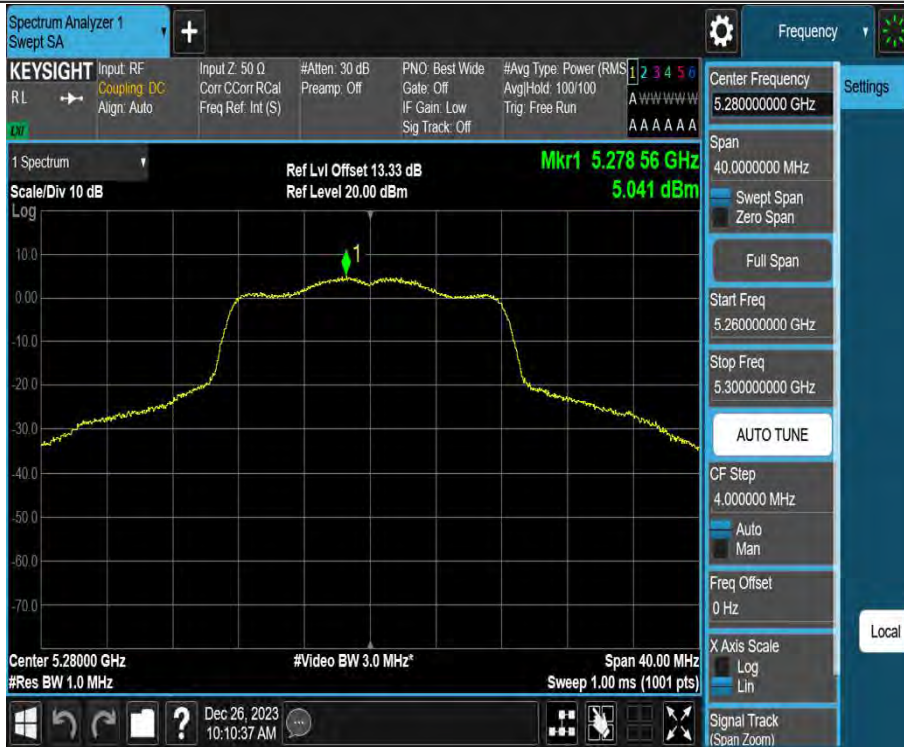 Spectrum Analyzer 1
Swept SA
+
Frequency
KEYSIGHT
RL
LXI
Input: RF
Coupling: DC
Align: Auto
Input Z: 50 Ω
Corr CCorr RCal
Freq Ref: Int (S)
#Atten: 30 dB
Preamp: Off
PNO: Best Wide
Gate: Off
IF Gain: Low
Sig Track: Off
#Avg Type: Power (RMS
Avg|Hold: 100/100
Trig: Free Run
1 2 3 4 5 6
A W W W W W
A A A A A A
1 Spectrum
Scale/Div 10 dB
Log
Ref Lvl Offset 13.33 dB
Ref Level 20.00 dBm
Mkr1 5.278 56 GHz
5.041 dBm
1
10.0
0.00
-10.0
-20.0
-30.0
-40.0
-50.0
-60.0
-70.0
Center 5.28000 GHz
#Res BW 1.0 MHz
#Video BW 3.0 MHz*
Span 40.00 MHz
Sweep 1.00 ms (1001 pts)
?
Dec 26, 2023
10:10:37 AM
Center Frequency
5.280000000 GHz
Span
40.0000000 MHz
Swept Span
Zero Span
Full Span
Start Freq
5.260000000 GHz
Stop Freq
5.300000000 GHz
AUTO TUNE
CF Step
4.000000 MHz
Auto
Man
Freq Offset
0 Hz
X Axis Scale
Log
Lin
Signal Track
(Span Zoom)
Settings
Local